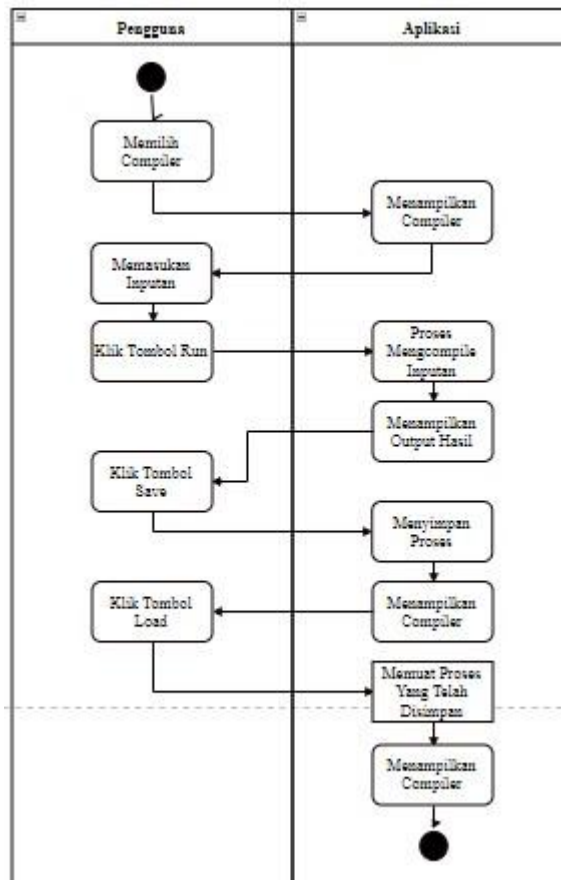 Pengguna
Aplikasi
Memilih
Compiler
Menampilkan
Compiler
Memasukan
Inputan
Klik Tombol Run
Proses
Mengcompile
Inputan
Menampilkan
Output Hasil
Klik Tombol
Save
Menyimpan
Proses
Menampilkan
Compiler
Klik Tombol
Load
Memuat Proses
Yang Telah
Disimpan
Menampilkan
Compiler